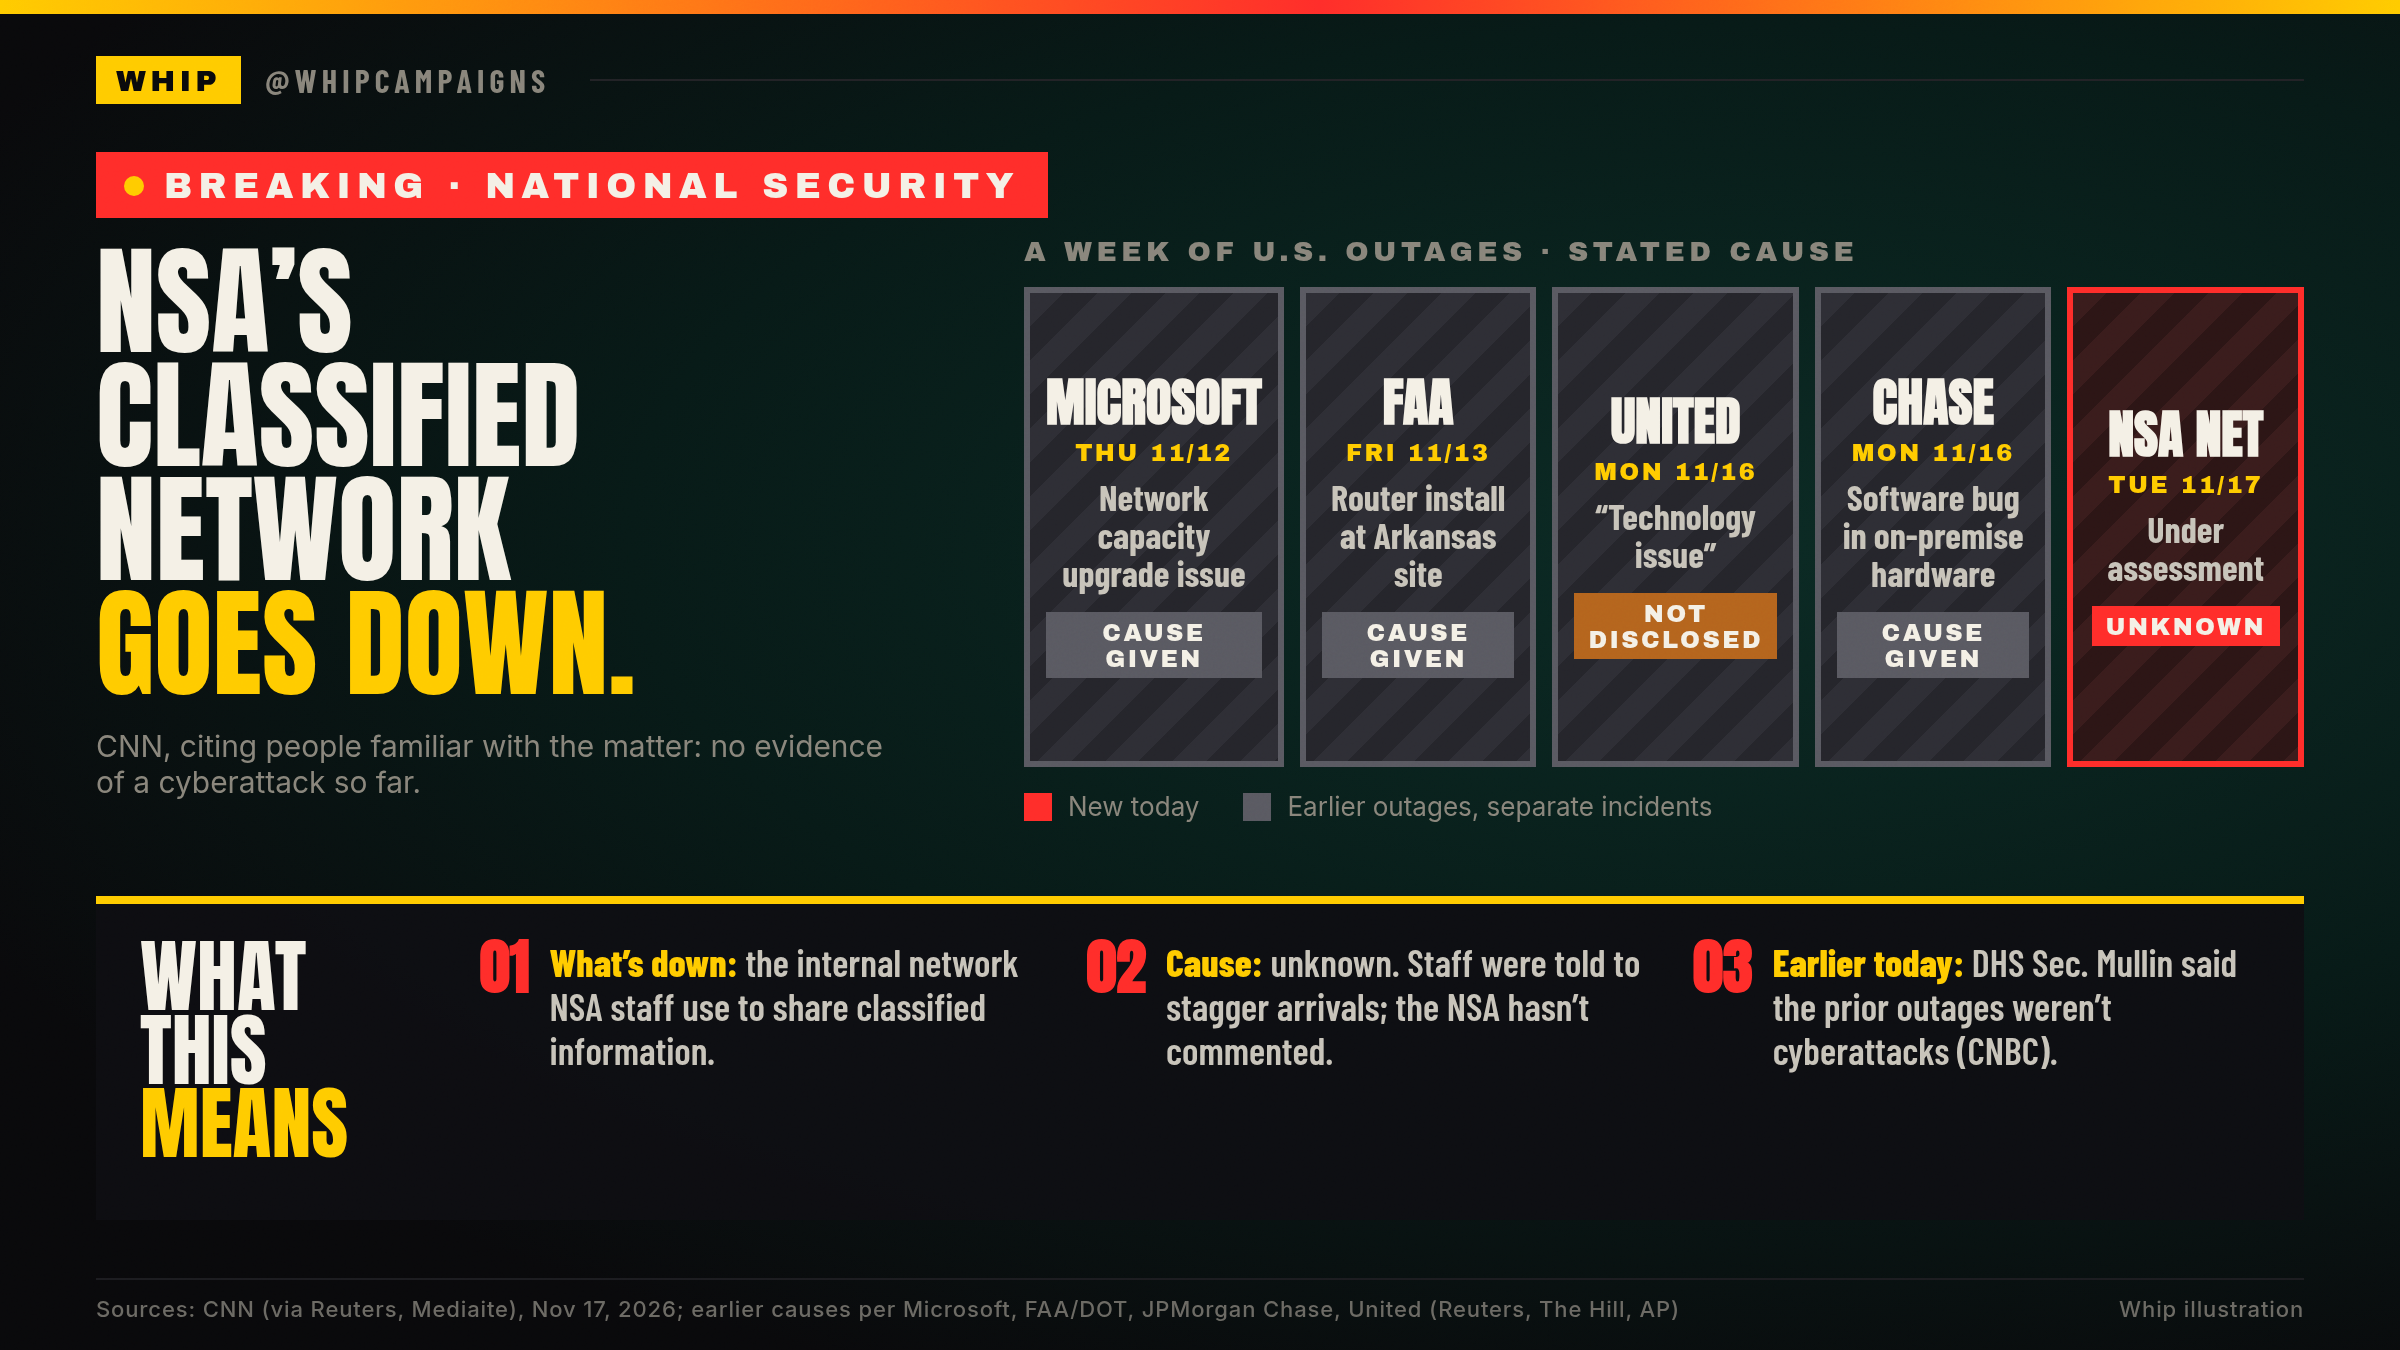 WHIP @WHIPCAMPAIGNS
BREAKING · NATIONAL SECURITY
NSA’S
CLASSIFIED
NETWORK
GOES DOWN.
CNN, citing people familiar with the matter: no evidence
of a cyberattack so far.
A WEEK OF U.S. OUTAGES · STATED CAUSE
MICROSOFT
THU 11/12
Network
capacity
upgrade issue
CAUSE
GIVEN
FAA
FRI 11/13
Router install
at Arkansas
site
CAUSE
GIVEN
UNITED
MON 11/16
“Technology
issue”
NOT
DISCLOSED
CHASE
MON 11/16
Software bug
in on-premise
hardware
CAUSE
GIVEN
NSA NET
TUE 11/17
Under
assessment
UNKNOWN
New today
Earlier outages, separate incidents
WHAT
THIS
MEANS
01 What’s down: the internal network
NSA staff use to share classified
information.
02 Cause: unknown. Staff were told to
stagger arrivals; the NSA hasn’t
commented.
03 Earlier today: DHS Sec. Mullin said
the prior outages weren’t
cyberattacks (CNBC).
Sources: CNN (via Reuters, Mediaite), Nov 17, 2026; earlier causes per Microsoft, FAA/DOT, JPMorgan Chase, United (Reuters, The Hill, AP)
Whip illustration